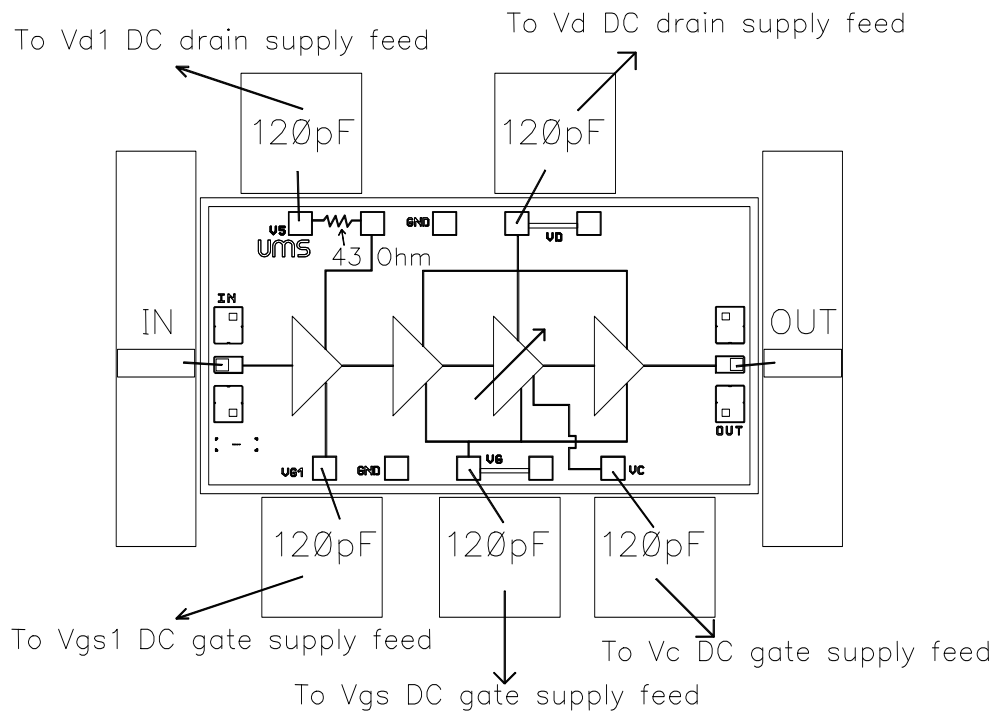 To Vd DC drain supply feed
To Vd1 DC drain supply feed
120pF
120pF
V5
GND
VD
ums
43 Ohm
IN
IN
OUT
OUT
VG1
GND
VG
VC
120pF
120pF
120pF
To Vgs1 DC gate supply feed
To Vc DC gate supply feed
To Vgs DC gate supply feed